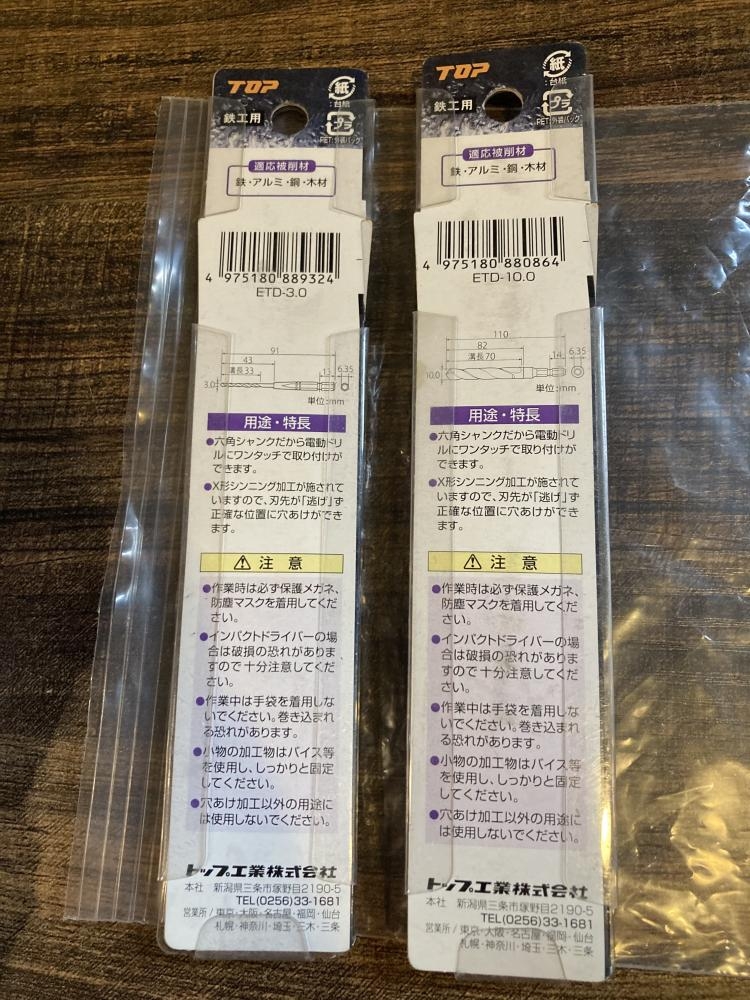 TOP
紙
:台紙
鉄工用
プラ
PET:外装パック
適応被削材
鉄・アルミ・銅・木材
4 975180 889324
ETD-3.0
91
43
溝長33
13
6.35
3.0
単位:mm
用途・特長
●六角シャンクだから電動ドリ
ルにワンタッチで取り付けが
できます。
●X形シンニング加工が施されて
いますので、刃先が「逃げ」ず
正確な位置に穴あけができ
ます。
⚠ 注意
●作業時は必ず保護メガネ、
防塵マスクを着用してくだ
さい。
●インパクトドライバーの場
合は破損の恐れがありま
すので十分注意してくだ
さい。
●作業中は手袋を着用しな
いでください。巻き込まれ
る恐れがあります。
●小物の加工物はバイス等
を使用し、しっかりと固定
してください。
●穴あけ加工以外の用途に
は使用しないでください。
トップ工業株式会社
本社 新潟県三条市塚野目2190-5
TEL(0256)33-1681
営業所/東京・大阪・名古屋・福岡・仙台
札幌・神奈川・埼玉・三木・三条
TOP
紙
:台紙
鉄工用
プラ
PET:外装パック
適応被削材
鉄・アルミ・銅・木材
4 975180 880864
ETD-10.0
110
82
溝長70
14
6.35
10.0
単位:mm
用途・特長
●六角シャンクだから電動ドリ
ルにワンタッチで取り付けが
できます。
●X形シンニング加工が施されて
いますので、刃先が「逃げ」ず
正確な位置に穴あけができ
ます。
⚠ 注意
●作業時は必ず保護メガネ、
防塵マスクを着用してくだ
さい。
●インパクトドライバーの場
合は破損の恐れがありま
すので十分注意してくだ
さい。
●作業中は手袋を着用しな
いでください。巻き込まれ
る恐れがあります。
●小物の加工物はバイス等
を使用し、しっかりと固定
してください。
●穴あけ加工以外の用途に
は使用しないでください。
トップ工業株式会社
本社 新潟県三条市塚野目2190-5
TEL(0256)33-1681
営業所/東京・大阪・名古屋・福岡・仙台
札幌・神奈川・埼玉・三木・三条